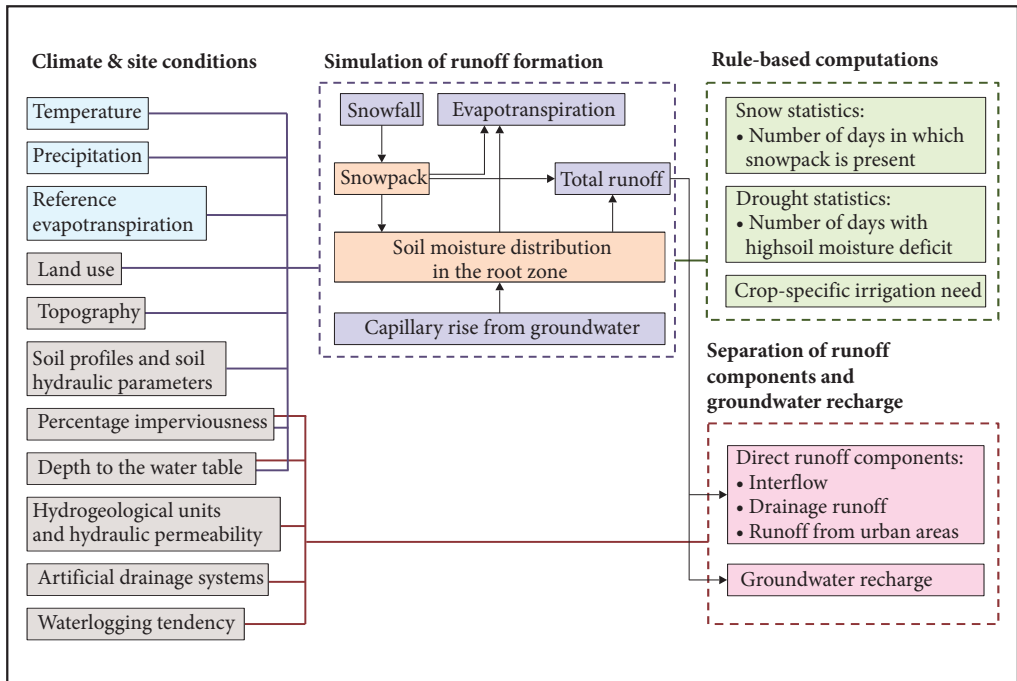 Climate & site conditions
Temperature
Precipitation
Reference
evapotranspiration
Land use
Topography
Soil profiles and soil
hydraulic parameters
Percentage imperviousness
Depth to the water table
Hydrogeological units
and hydraulic permeability
Artificial drainage systems
Waterlogging tendency
Simulation of runoff formation
Snowfall
Evapotranspiration
Snowpack
Total runoff
Soil moisture distribution
in the root zone
Capillary rise from groundwater
Rule-based computations
Snow statistics:
• Number of days in which
snowpack is present
Drought statistics:
• Number of days with
highsoil moisture deficit
Crop-specific irrigation need
Separation of runoff
components and
groundwater recharge
Direct runoff components:
• Interflow
• Drainage runoff
• Runoff from urban areas
Groundwater recharge